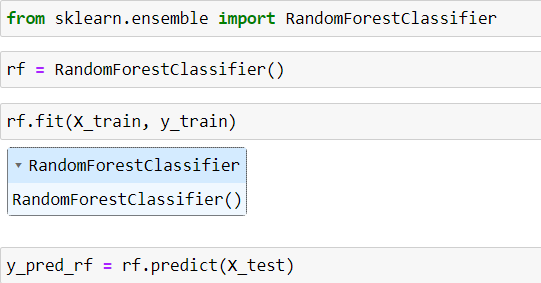 from sklearn.ensemble import RandomForestClassifier
rf = RandomForestClassifier()
rf.fit(X_train, y_train)
RandomForestClassifier
RandomForestClassifier()
y_pred_rf = rf.predict(X_test)